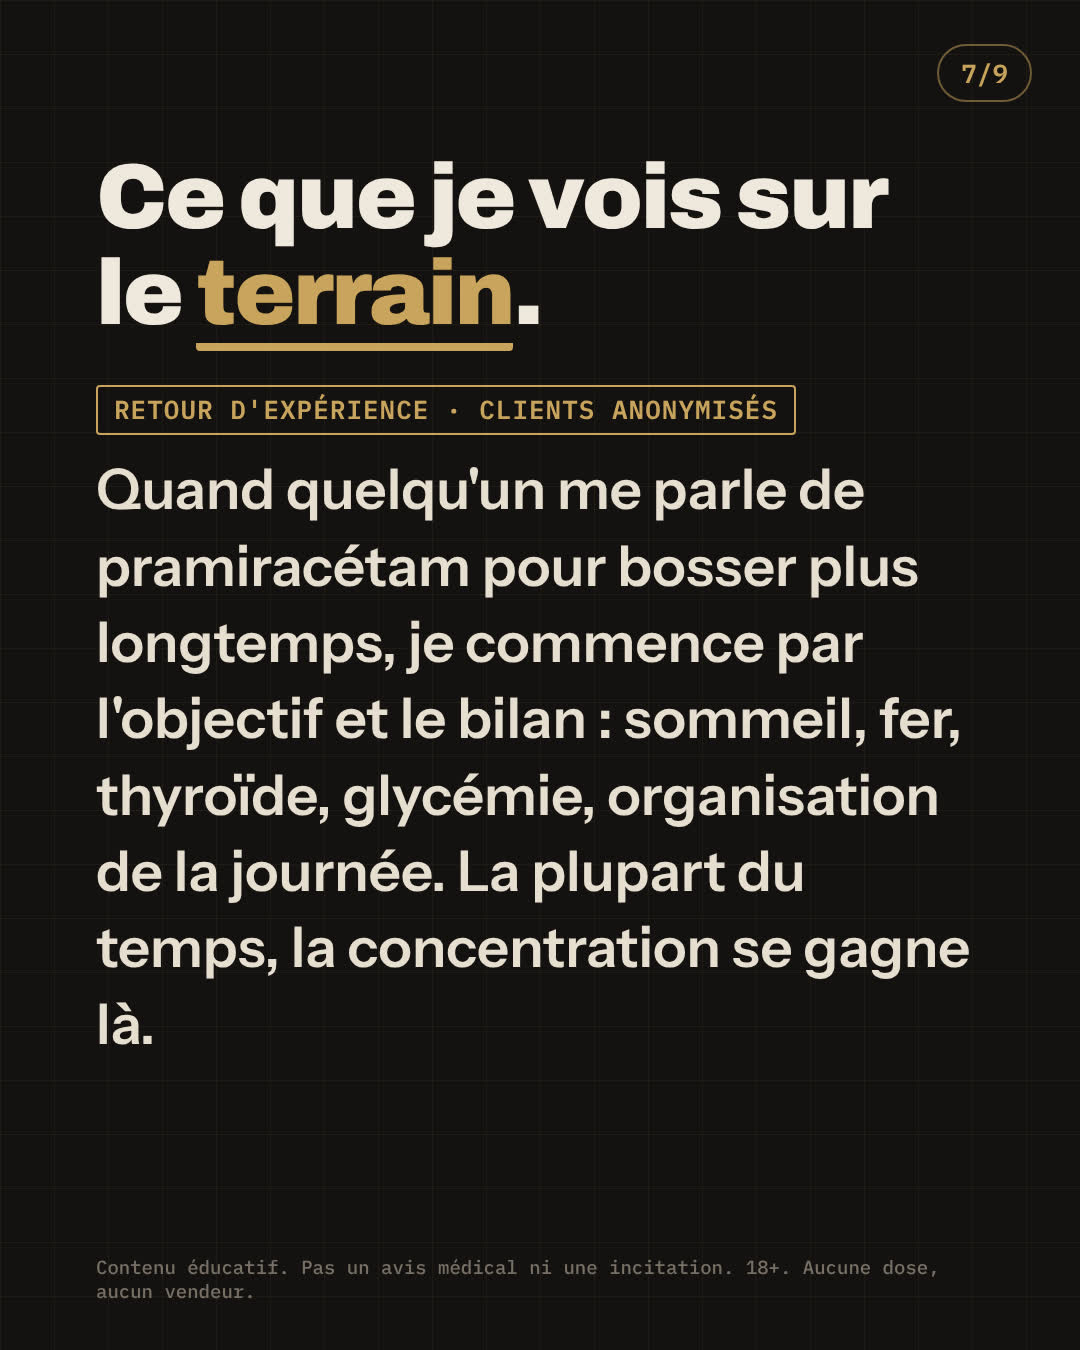 7/9
Ce que je vois sur
le terrain.
RETOUR D'EXPÉRIENCE · CLIENTS ANONYMISÉS
Quand quelqu'un me parle de
pramiracétam pour bosser plus
longtemps, je commence par
l'objectif et le bilan : sommeil, fer,
thyroïde, glycémie, organisation
de la journée. La plupart du
temps, la concentration se gagne
là.
Contenu éducatif. Pas un avis médical ni une incitation. 18+. Aucune dose,
aucun vendeur.